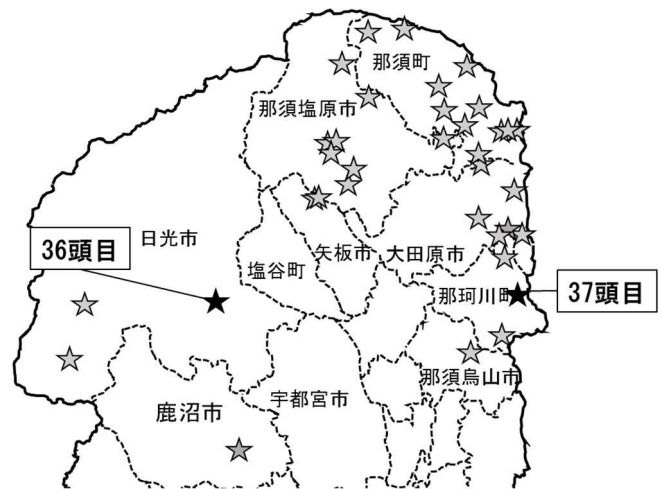 那須町
那須塩原市
日光市
36頭目
矢板市
大田原市
塩谷町
那珂川町
37頭目
那須烏山市
宇都宮市
鹿沼市